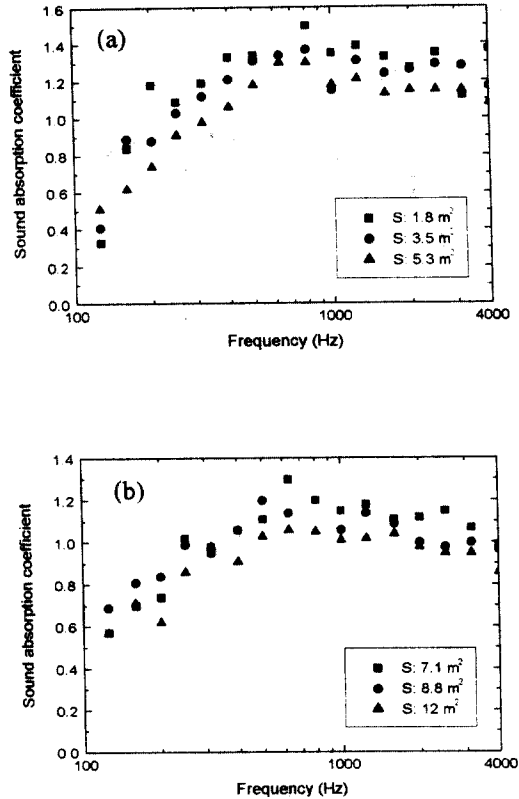 (a)
Sound absorption coefficient
1.6
1.4
1.2
1.0
0.8
0.6
0.4
0.2
0.0
100
1000
4000
Frequency (Hz)
S: 1.8 m²
S: 3.5 m²
S: 5.3 m²
(b)
Sound absorption coefficient
1.4
1.2
1.0
0.8
0.6
0.4
0.2
0.0
100
1000
4000
Frequency (Hz)
S: 7.1 m²
S: 8.8 m²
S: 12 m²